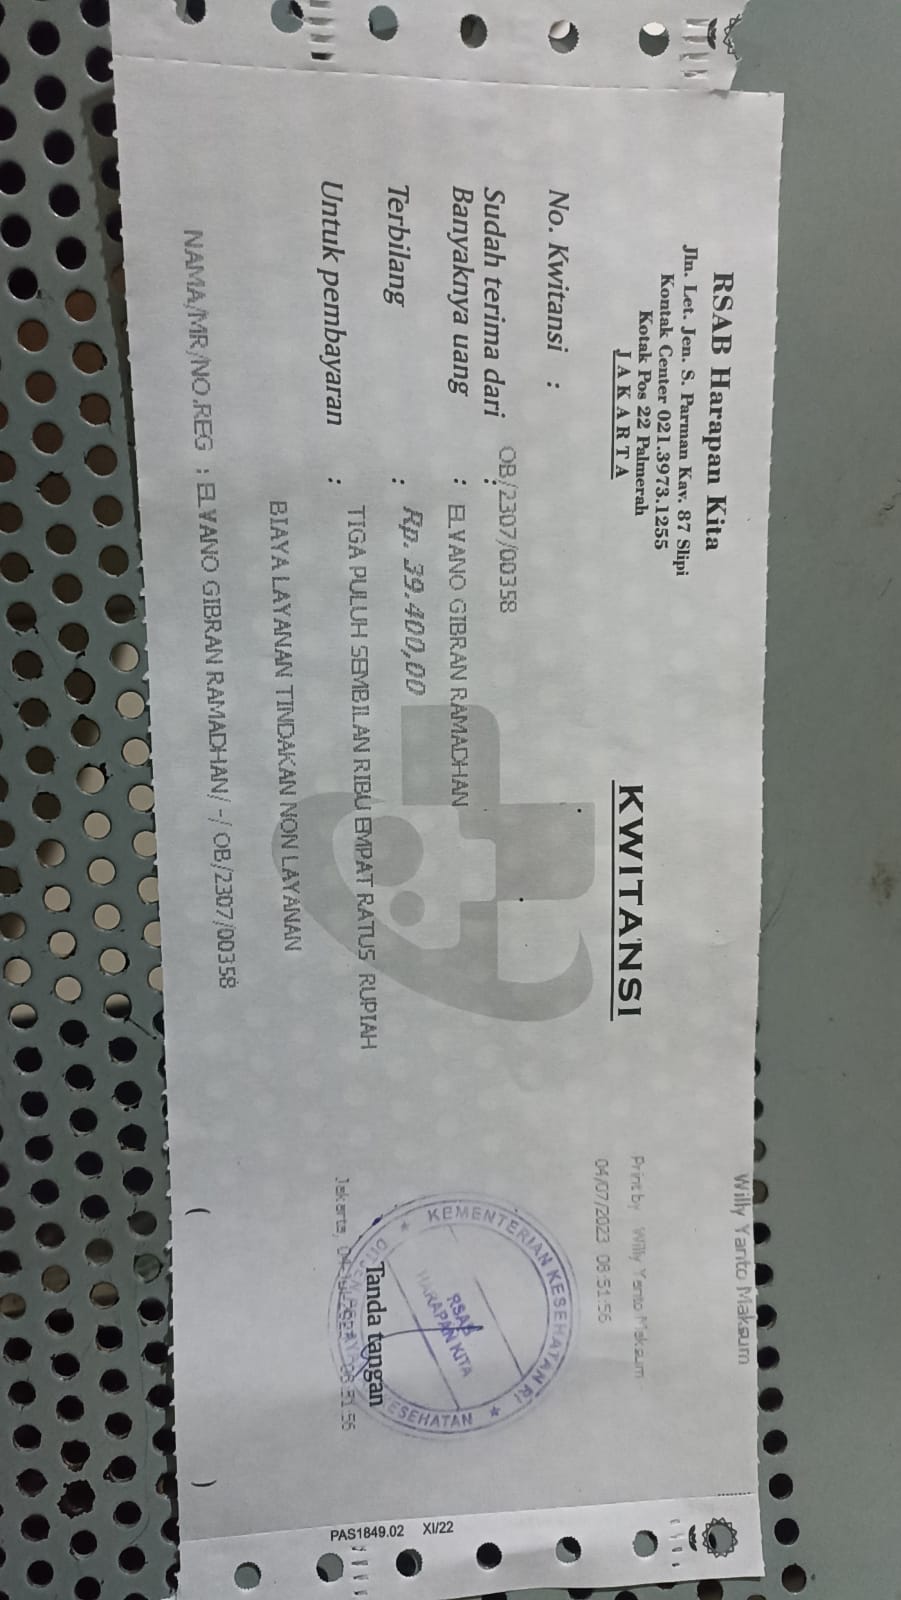 RSAB Harapan Kita
Jln. Let. Jen. S. Parman Kav. 87 Slipi
Kontak Center 021.3973.1255
Kotak Pos 22 Palmerah
JAKARTA
Willy Yanto Maksum
KWITANSI
Print by Willy Yanto Maksum
04/07/2023 08:51:56
No. Kwitansi :
OB/2307/00358
Sudah terima dari :
Banyaknya uang : ELVANO GIBRAN RAMADHAN
Terbilang : Rp. 39.400,00
TIGA PULUH SEMBILAN RIBU EMPAT RATUS RUPIAH
Untuk pembayaran :
BIAYA LAYANAN TINDAKAN NON LAYANAN
NAMA/MR/NO.REG : ELVANO GIBRAN RAMADHAN/ -/ OB/2307/00358
Jakarta,
Tanda tangan
KEMENTERIAN KESEHATAN RI
RSAB
HARAPAN KITA
KESEHATAN
( )
PAS1849.02 XI/22